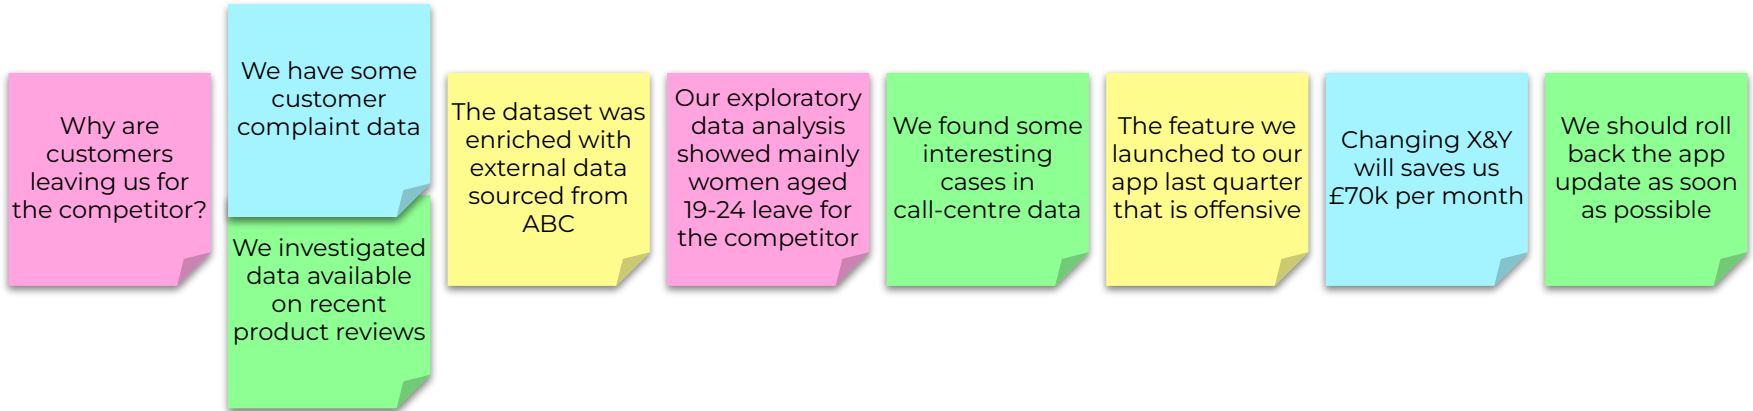 Why are
customers
leaving us for
the competitor?
We have some
customer
complaint data
We investigated
data available
on recent
product reviews
The dataset was
enriched with
external data
sourced from
ABC
Our exploratory
data analysis
showed mainly
women aged
19-24 leave for
the competitor
We found some
interesting
cases in
call-centre data
The feature we
launched to our
app last quarter
that is offensive
Changing X&Y
will saves us
£70k per month
We should roll
back the app
update as soon
as possible